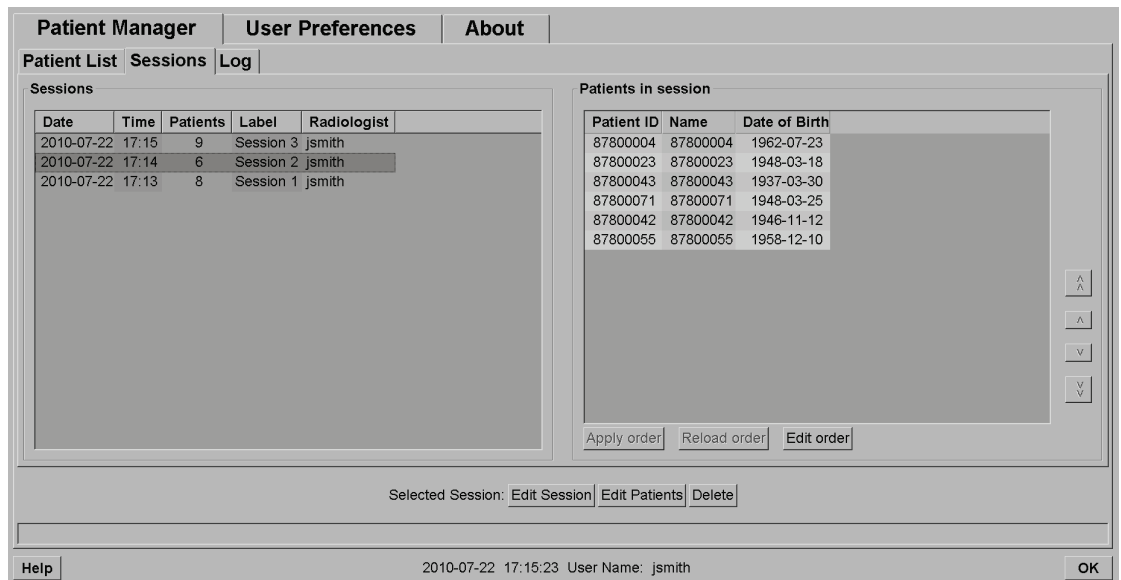 Patient Manager User Preferences About
Patient List Sessions Log
Sessions
Date Time Patients Label Radiologist
2010-07-22 17:15 9 Session 3 jsmith
2010-07-22 17:14 6 Session 2 jsmith
2010-07-22 17:13 8 Session 1 jsmith
Patients in session
Patient ID Name Date of Birth
87800004 87800004 1962-07-23
87800023 87800023 1948-03-18
87800043 87800043 1937-03-30
87800071 87800071 1948-03-25
87800042 87800042 1946-11-12
87800055 87800055 1958-12-10
Apply order Reload order Edit order
Selected Session: Edit Session Edit Patients Delete
Help 2010-07-22 17:15:23 User Name: jsmith OK